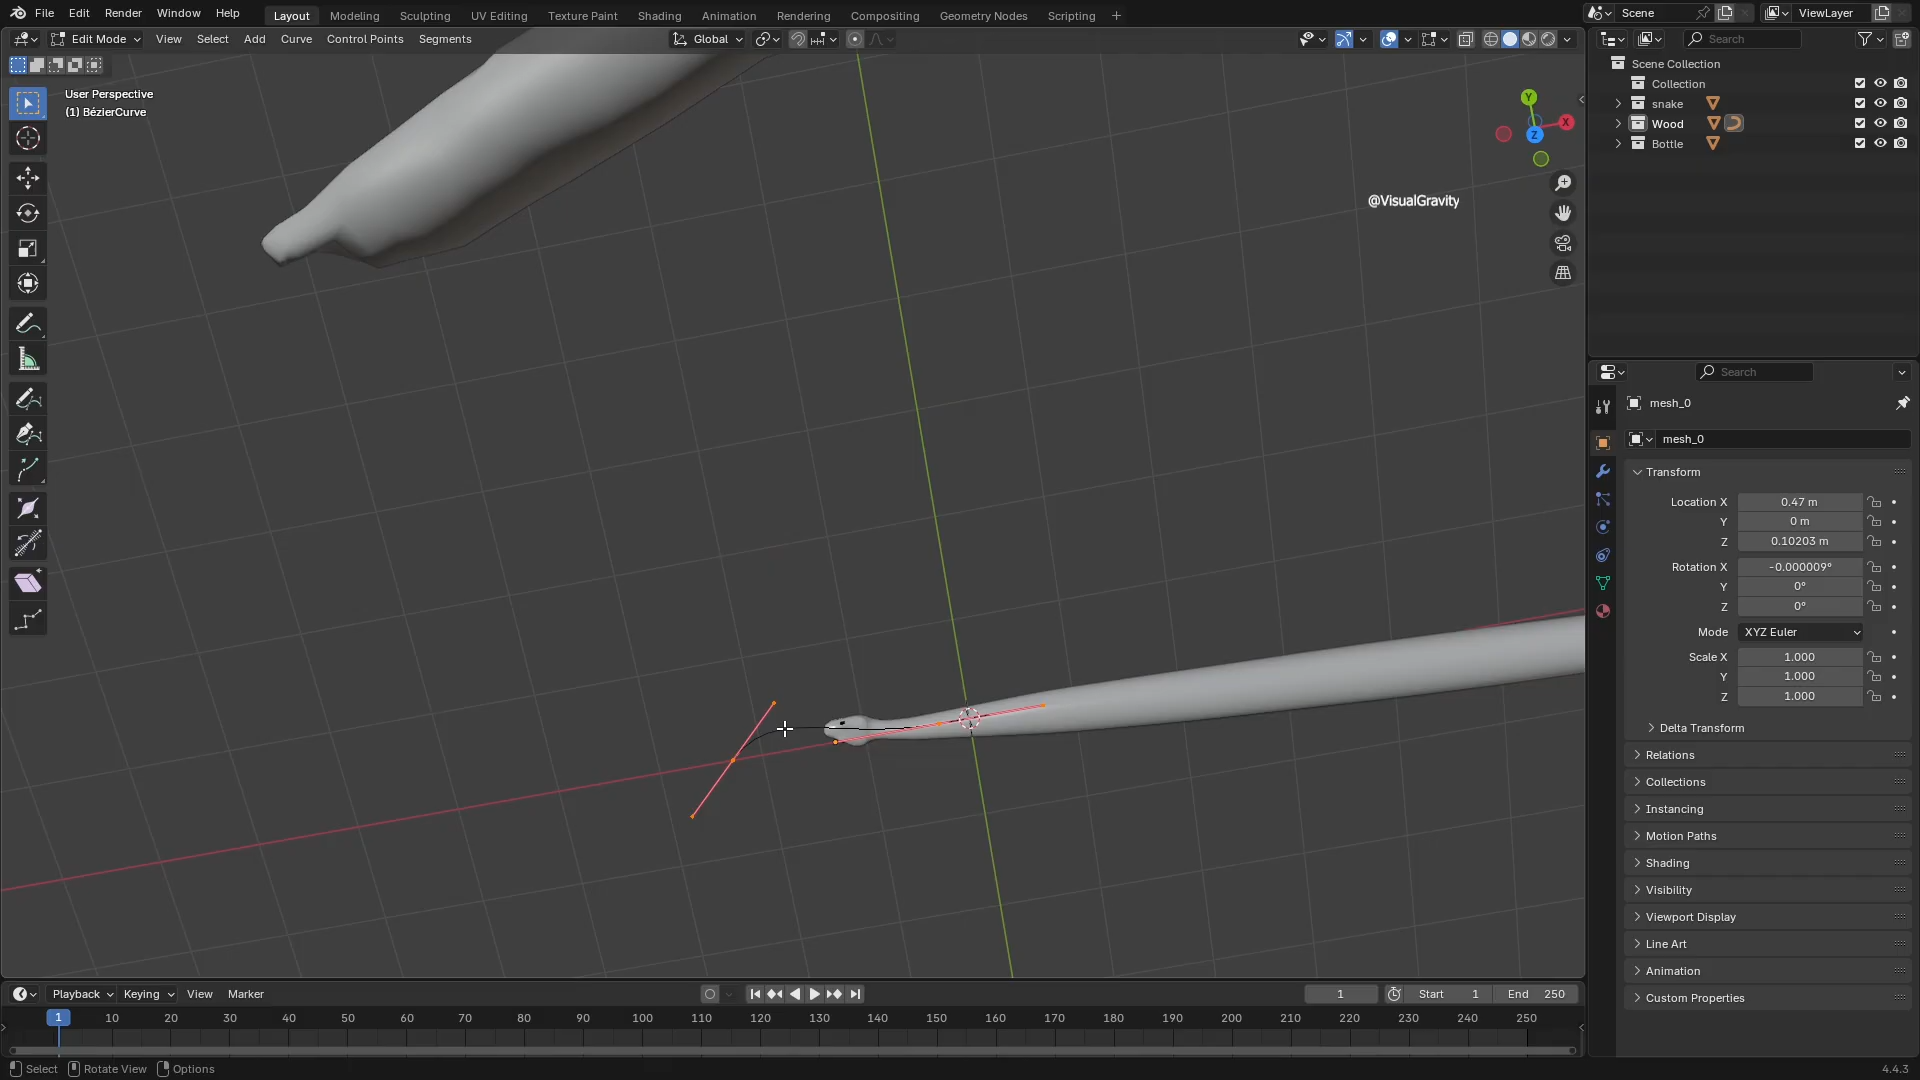 File Edit Render Window Help Layout Modeling Sculpting UV Editing Texture Paint Shading Animation Rendering Compositing Geometry Nodes Scripting Scene ViewLayer
Edit Mode View Select Add Curve Control Points Segments Global Search
User Perspective
(1) BézierCurve
Y
X
Z
@VisualGravity
Scene Collection
Collection
snake
Wood
Bottle
Search
mesh_0
mesh_0
Transform
Location X 0.47 m
Y 0 m
Z 0.10203 m
Rotation X -0.000009°
Y 0°
Z 0°
Mode XYZ Euler
Scale X 1.000
Y 1.000
Z 1.000
Delta Transform
Relations
Collections
Instancing
Motion Paths
Shading
Visibility
Viewport Display
Line Art
Animation
Custom Properties
Playback Keying View Marker 1 Start 1 End 250
1 10 20 30 40 50 60 70 80 90 100 110 120 130 140 150 160 170 180 190 200 210 220 230 240 250
Select Rotate View Options 4.4.3